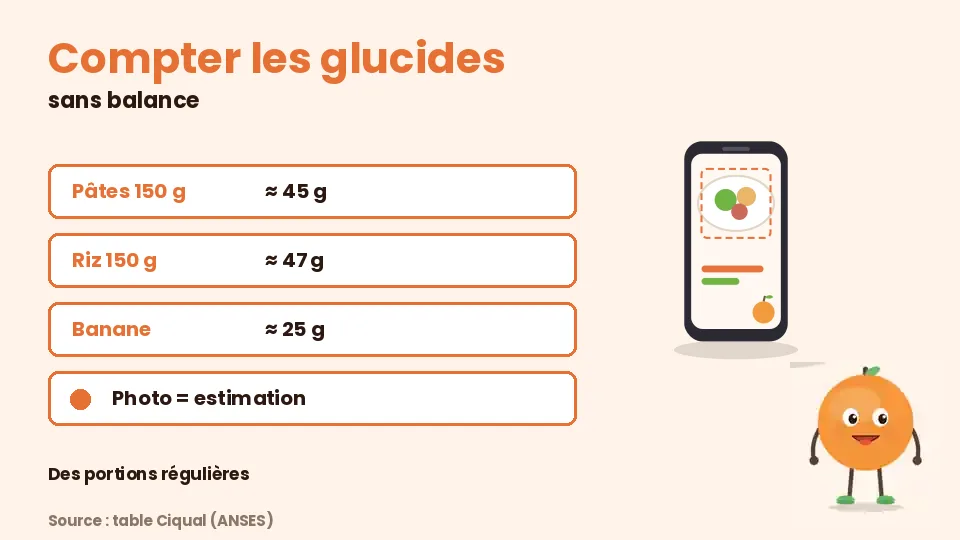 Compter les glucides
sans balance
Pâtes 150 g ≈ 45 g
Riz 150 g ≈ 47 g
Banane ≈ 25 g
Photo = estimation
Des portions régulières
Source : table Ciqual (ANSES)